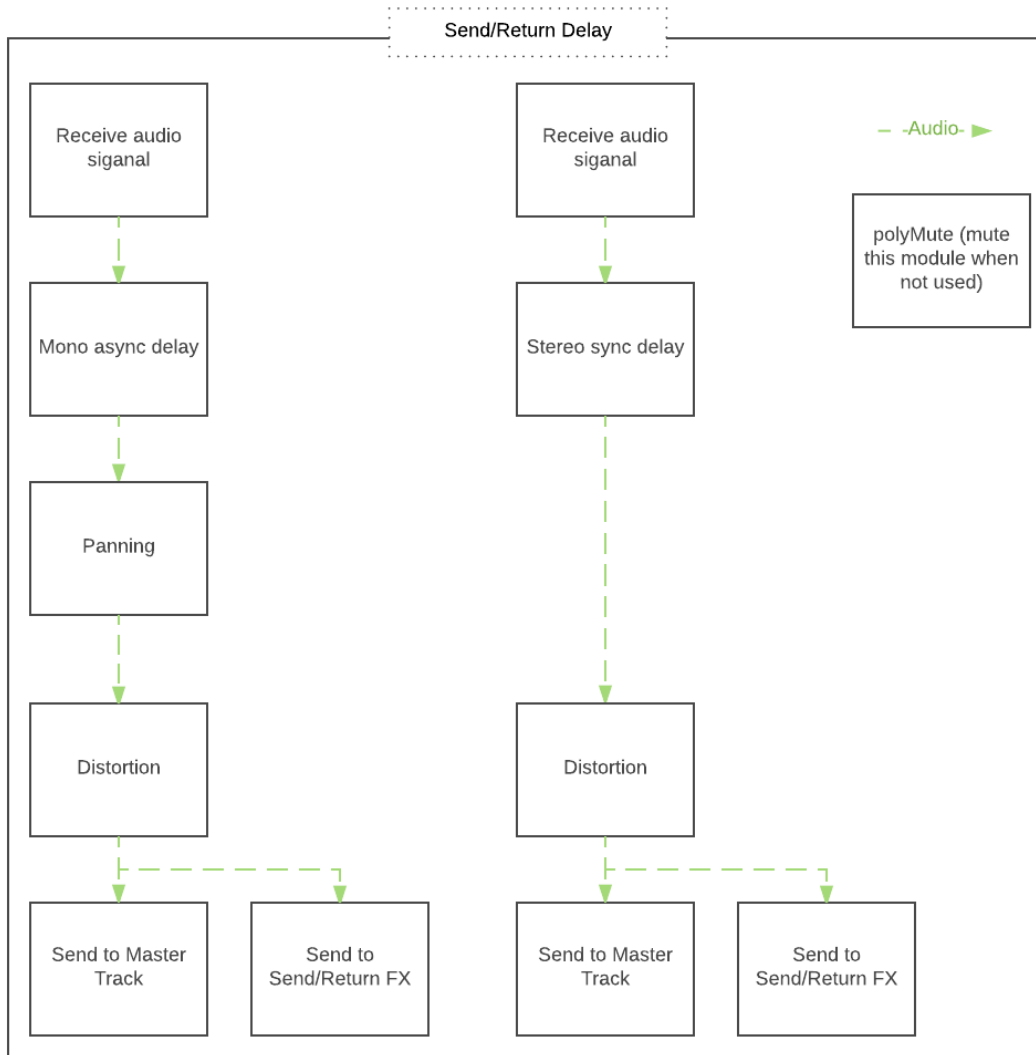 Send/Return Delay
Receive audio
siganal
Receive audio
siganal
Audio
polyMute (mute
this module when
not used)
Mono async delay
Stereo sync delay
Panning
Distortion
Distortion
Send to Master
Track
Send to
Send/Return FX
Send to Master
Track
Send to
Send/Return FX